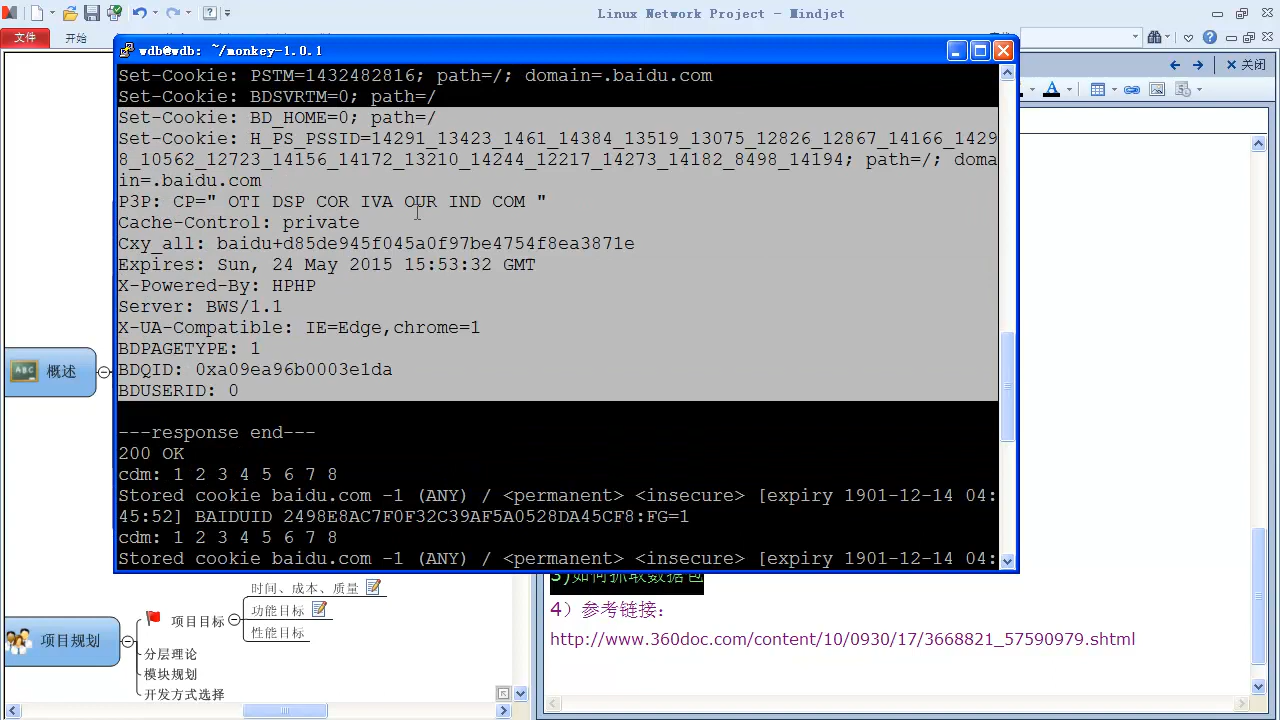 Linux Network Project - Mindjet
文件
开始
关闭
wdb@wdb: ~/monkey-1.0.1
Set-Cookie: PSTM=1432482816; path=/; domain=.baidu.com
Set-Cookie: BDSVRTM=0; path=/
Set-Cookie: BD_HOME=0; path=/
Set-Cookie: H_PS_PSSID=14291_13423_1461_14384_13519_13075_12826_12867_14166_1429
8_10562_12723_14156_14172_13210_14244_12217_14273_14182_8498_14194; path=/; doma
in=.baidu.com
P3P: CP=" OTI DSP COR IVA OUR IND COM "
Cache-Control: private
Cxy_all: baidu+d85de945f045a0f97be4754f8ea3871e
Expires: Sun, 24 May 2015 15:53:32 GMT
X-Powered-By: HPHP
Server: BWS/1.1
X-UA-Compatible: IE=Edge,chrome=1
BDPAGETYPE: 1
BDQID: 0xa09ea96b0003e1da
BDUSERID: 0
---response end---
200 OK
cdm: 1 2 3 4 5 6 7 8
Stored cookie baidu.com -1 (ANY) / <permanent> <insecure> [expiry 1901-12-14 04:
45:52] BAIDUID 2498E8AC7F0F32C39AF5A0528DA45CF8:FG=1
cdm: 1 2 3 4 5 6 7 8
Stored cookie baidu.com -1 (ANY) / <permanent> <insecure> [expiry 1901-12-14 04:
ABC 概述
时间、成本、质量
项目目标
功能目标
性能目标
项目规划
分层理论
模块规划
开发方式选择
3)如何抓取数据包
4）参考链接：
http://www.360doc.com/content/10/0930/17/3668821_57590979.shtml